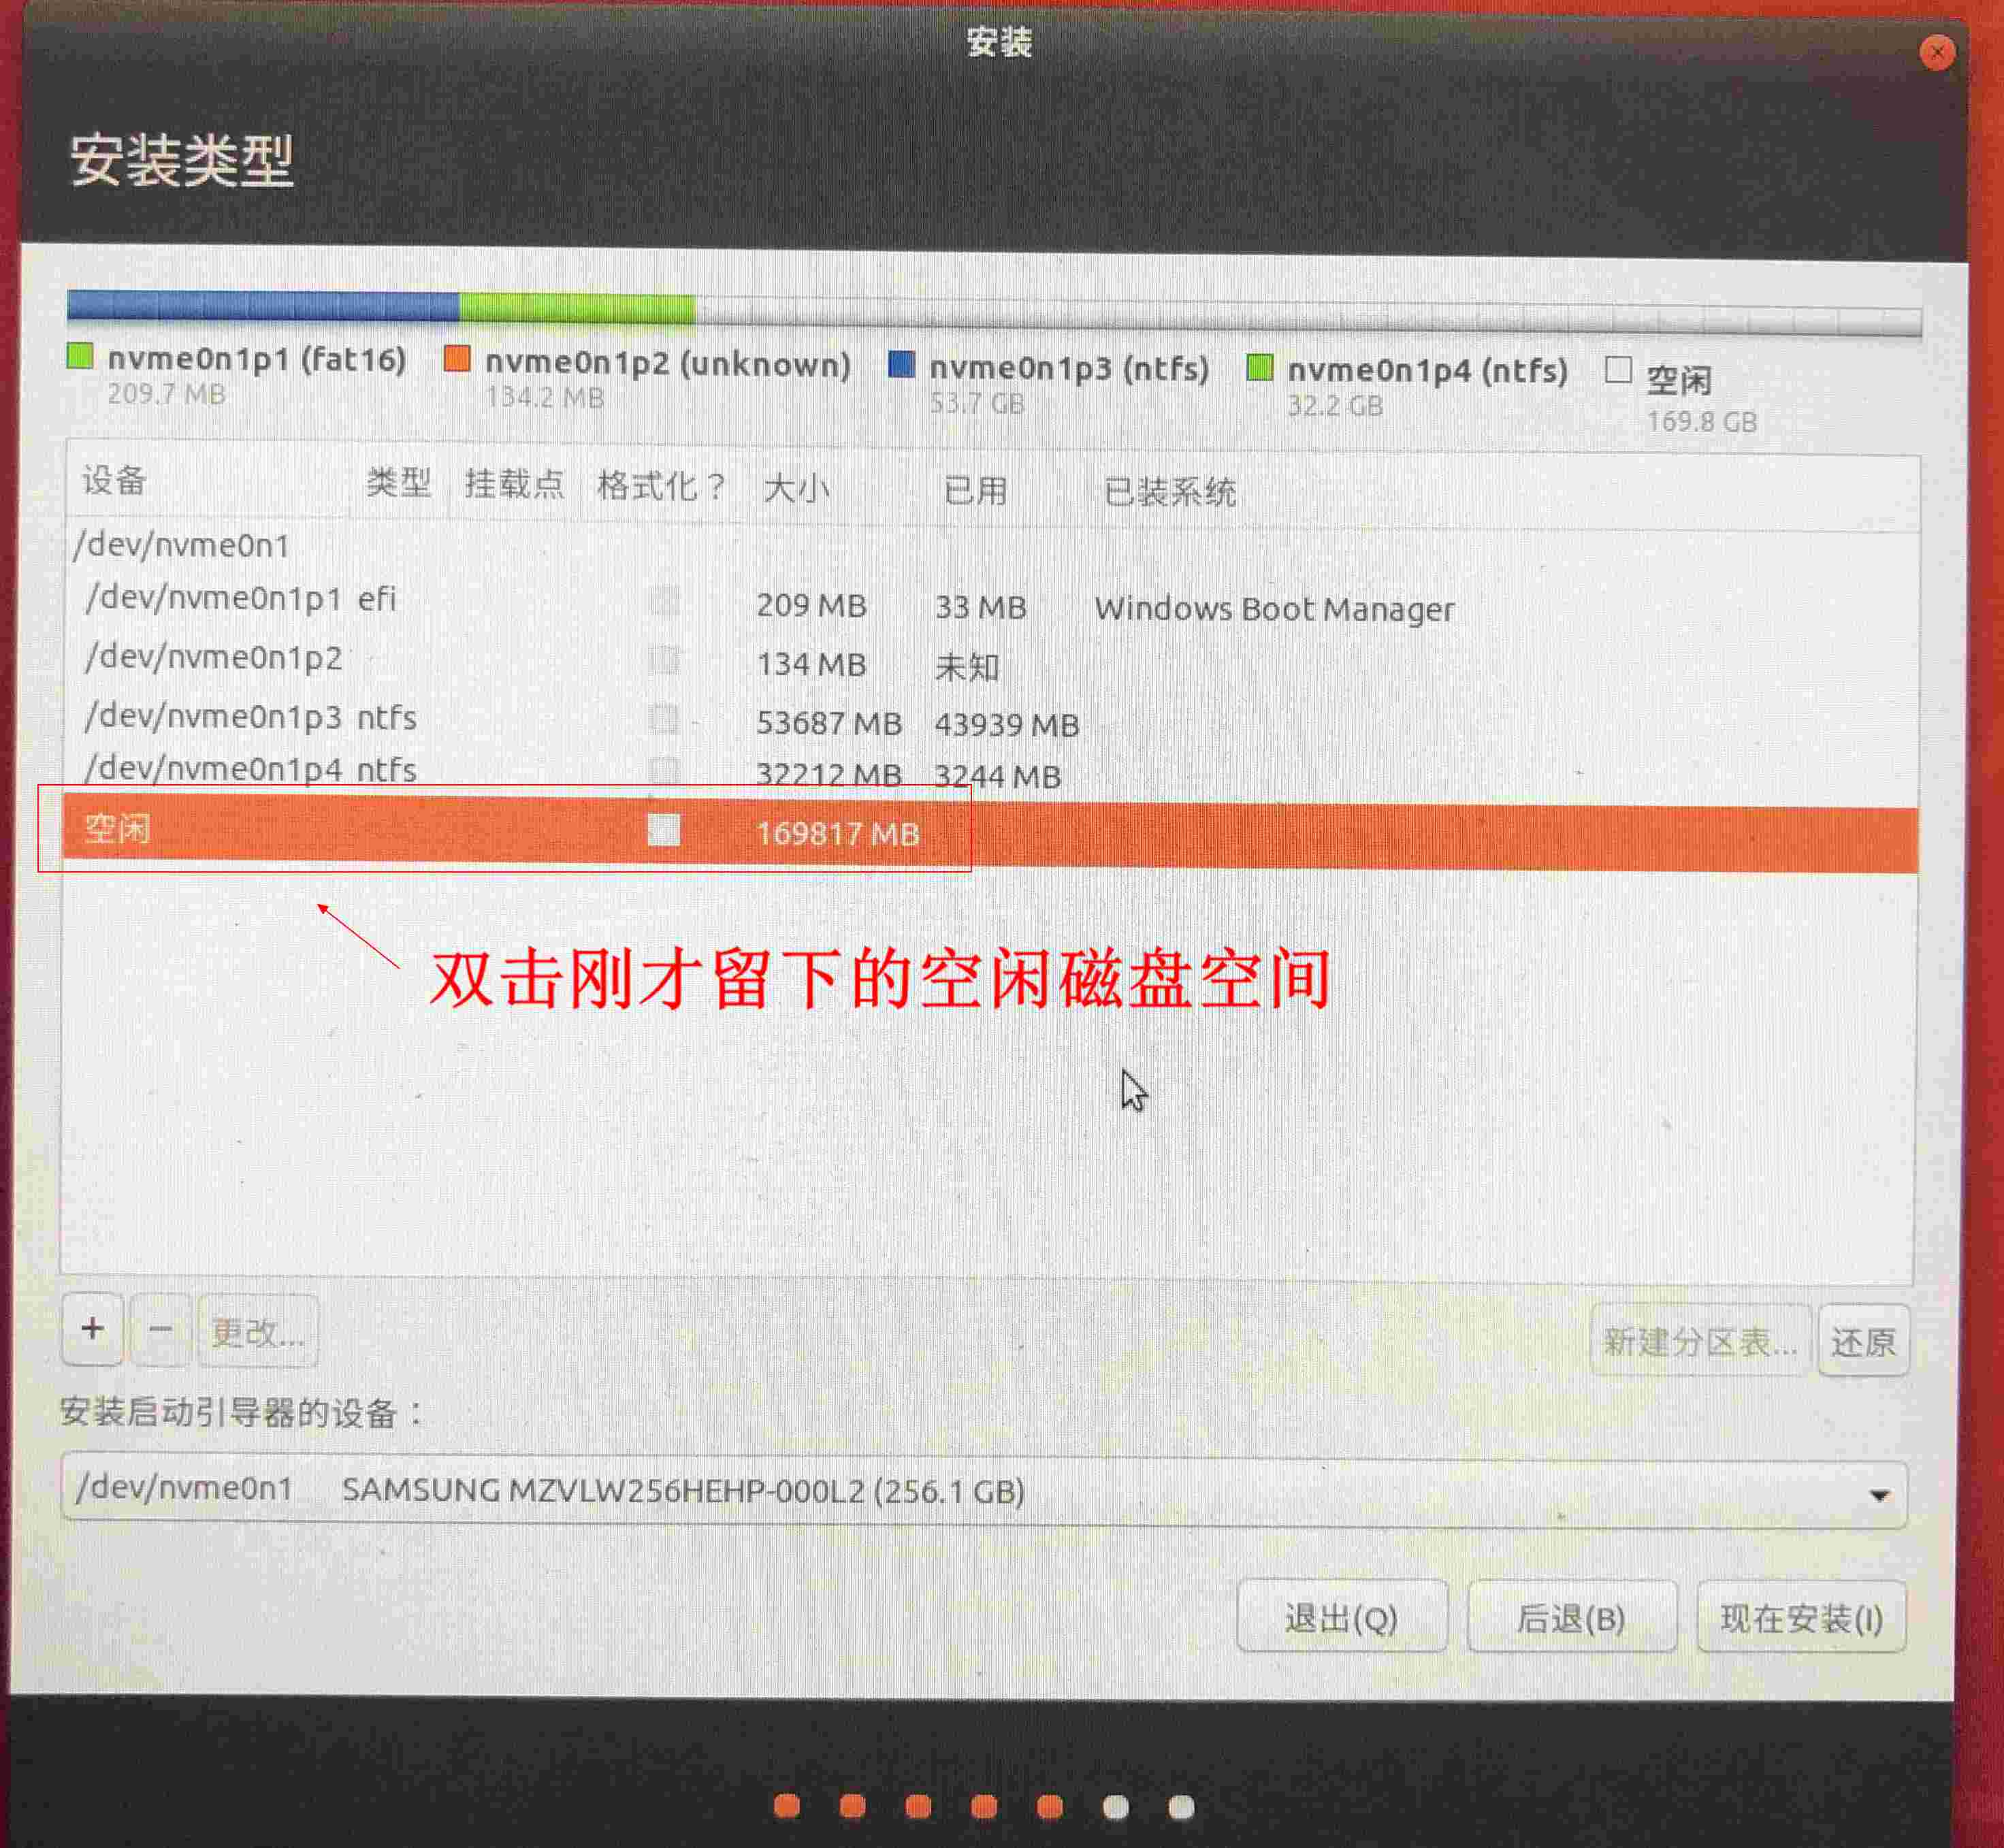 安装
安装类型
nvme0n1p1 (fat16) nvme0n1p2 (unknown) nvme0n1p3 (ntfs) nvme0n1p4 (ntfs) 空闲
209.7 MB 134.2 MB 53.7 GB 32.2 GB 169.8 GB
设备 类型 挂载点 格式化？ 大小 已用 已装系统
/dev/nvme0n1
/dev/nvme0n1p1 efi 209 MB 33 MB Windows Boot Manager
/dev/nvme0n1p2 134 MB 未知
/dev/nvme0n1p3 ntfs 53687 MB 43939 MB
/dev/nvme0n1p4 ntfs 32212 MB 3244 MB
空闲 169817 MB
双击刚才留下的空闲磁盘空间
+ − 更改... 新建分区表... 还原
安装启动引导器的设备：
/dev/nvme0n1 SAMSUNG MZVLW256HEHP-000L2 (256.1 GB)
退出(Q) 后退(B) 现在安装(I)